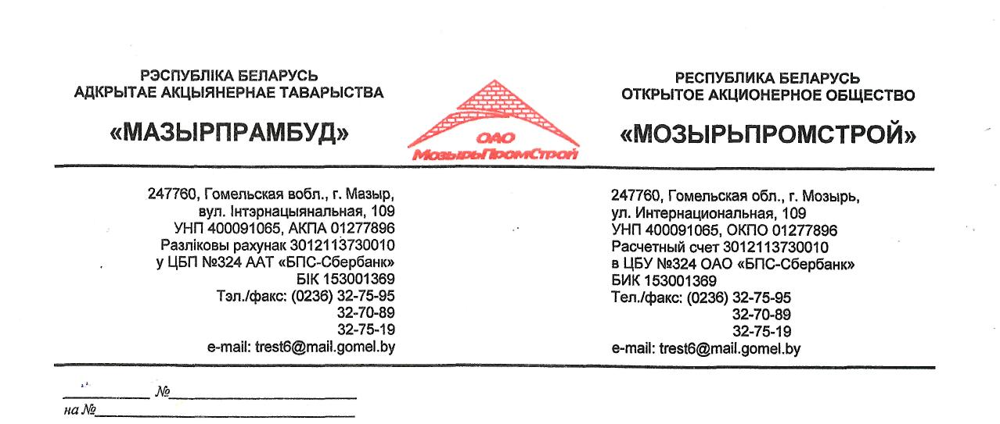 РЭСПУБЛІКА БЕЛАРУСЬ
АДКРЫТАЕ АКЦЫЯНЕРНАЕ ТАВАРЫСТВА
«МАЗЫРПРАМБУД»
247760, Гомельская вобл., г. Мазыр,
вул. Інтэрнацыянальная, 109
УНП 400091065, АКПА 01277896
Разліковы рахунак 3012113730010
у ЦБП №324 ААТ «БПС-Сбербанк»
БІК 153001369
Тэл./факс: (0236) 32-75-95
32-70-89
32-75-19
e-mail: trest6@mail.gomel.by
ОАО
МозырьПромСтрой
РЕСПУБЛИКА БЕЛАРУСЬ
ОТКРЫТОЕ АКЦИОНЕРНОЕ ОБЩЕСТВО
«МОЗЫРЬПРОМСТРОЙ»
247760, Гомельская обл., г. Мозырь,
ул. Интернациональная, 109
УНП 400091065, ОКПО 01277896
Расчетный счет 3012113730010
в ЦБУ №324 ОАО «БПС-Сбербанк»
БИК 153001369
Тел./факс: (0236) 32-75-95
32-70-89
32-75-19
e-mail: trest6@mail.gomel.by
__________ №______________________
на №______________________________